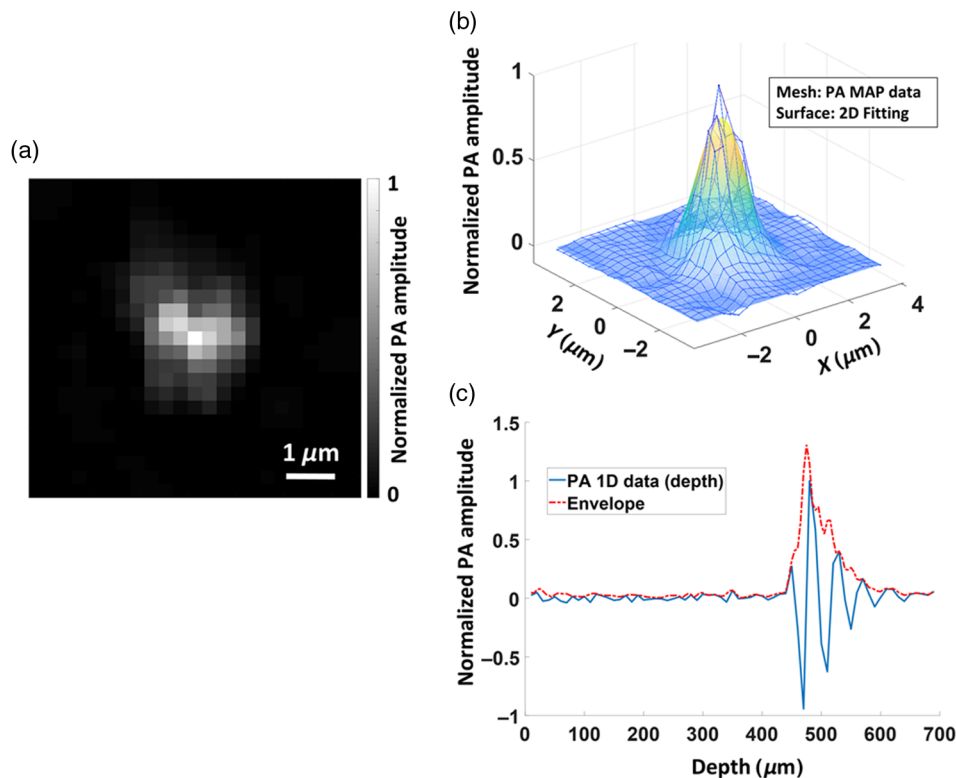 (a)
1
Normalized PA amplitude
0
1 μm
(b)
Normalized PA amplitude
1
0.5
0
Mesh: PA MAP data
Surface: 2D Fitting
2
0
−2
Y (μm)
−2
0
2
4
X (μm)
(c)
Normalized PA amplitude
1.5
1
0.5
0
−0.5
−1
PA 1D data (depth)
Envelope
0 100 200 300 400 500 600 700
Depth (μm)